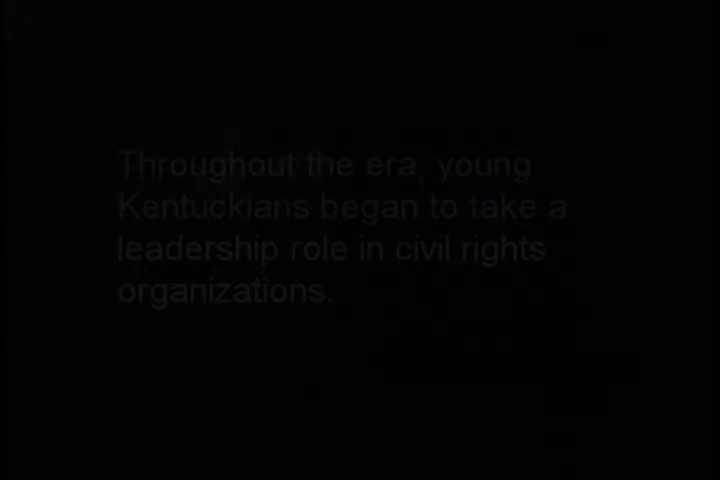 Throughout the era, young
Kentuckians began to take a
leadership role in civil rights
organizations.